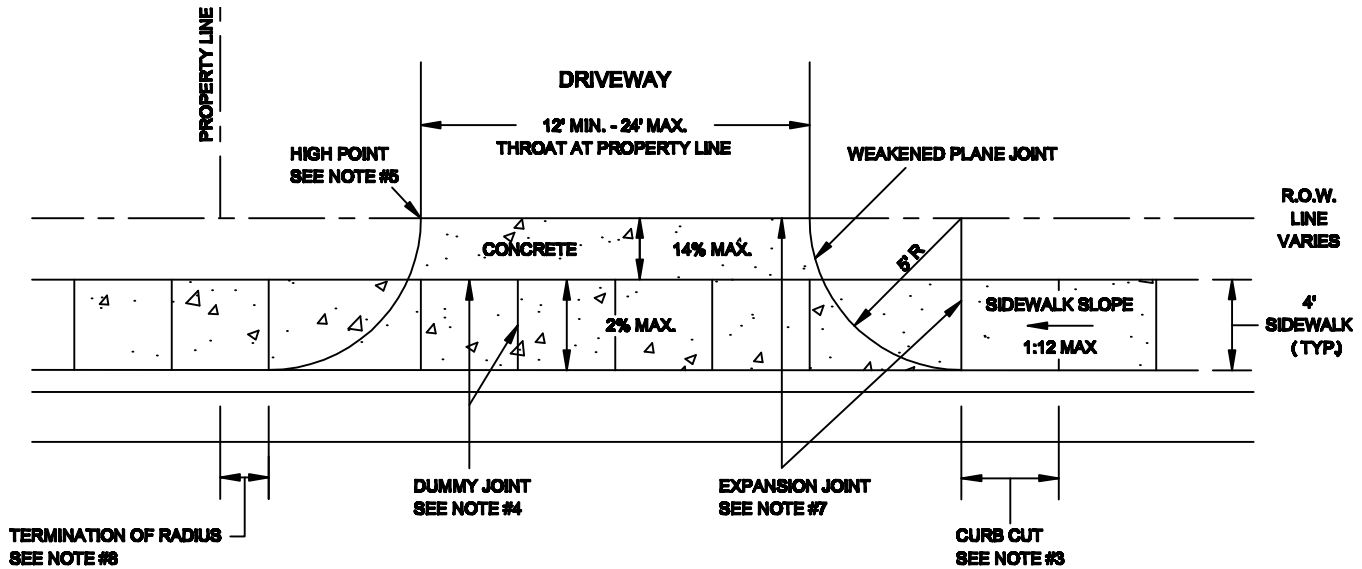 PROPERTY LINE
DRIVEWAY
12' MIN. - 24' MAX.
THROAT AT PROPERTY LINE
HIGH POINT
SEE NOTE #5
WEAKENED PLANE JOINT
R.O.W.
LINE
VARIES
CONCRETE
14% MAX.
5' R
2% MAX.
SIDEWALK SLOPE
1:12 MAX
4'
SIDEWALK
(TYP.)
DUMMY JOINT
SEE NOTE #4
EXPANSION JOINT
SEE NOTE #7
TERMINATION OF RADIUS
SEE NOTE #6
CURB CUT
SEE NOTE #3